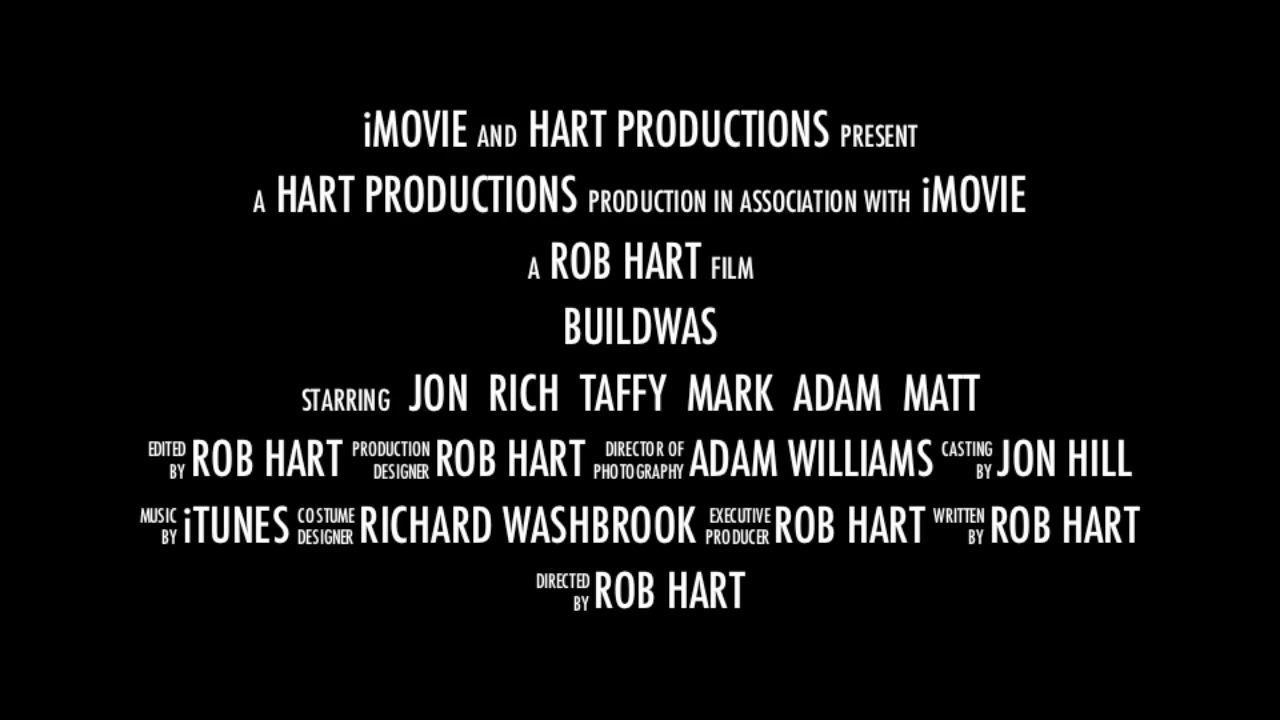 iMOVIE AND HART PRODUCTIONS PRESENT
A HART PRODUCTIONS PRODUCTION IN ASSOCIATION WITH iMOVIE
A ROB HART FILM
BUILDWAS
STARRING JON RICH TAFFY MARK ADAM MATT
EDITED BY ROB HART PRODUCTION DESIGNER ROB HART DIRECTOR OF PHOTOGRAPHY ADAM WILLIAMS CASTING BY JON HILL
MUSIC BY iTUNES COSTUME DESIGNER RICHARD WASHBROOK EXECUTIVE PRODUCER ROB HART WRITTEN BY ROB HART
DIRECTED BY ROB HART